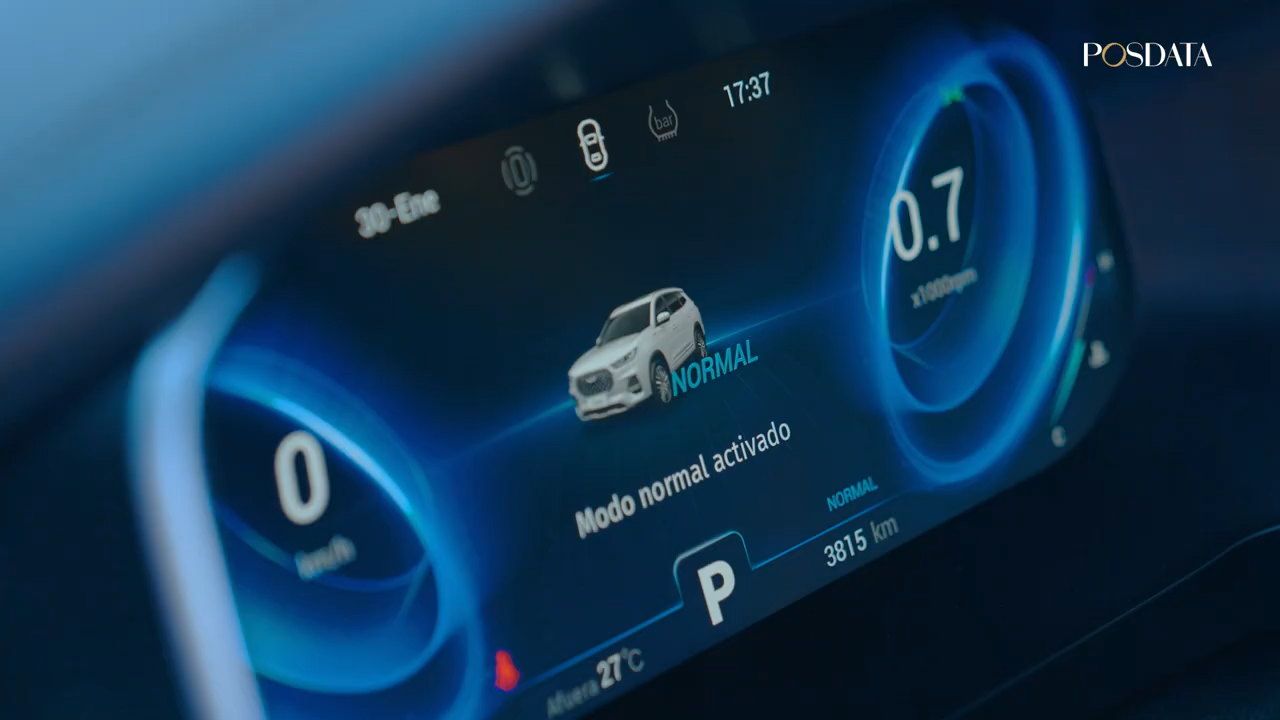 POSDATA
17:37
bar
30-Ene
0.7
x1000rpm
NORMAL
0
km/h
Modo normal activado
NORMAL
3815 km
P
Afuera 27°C
C